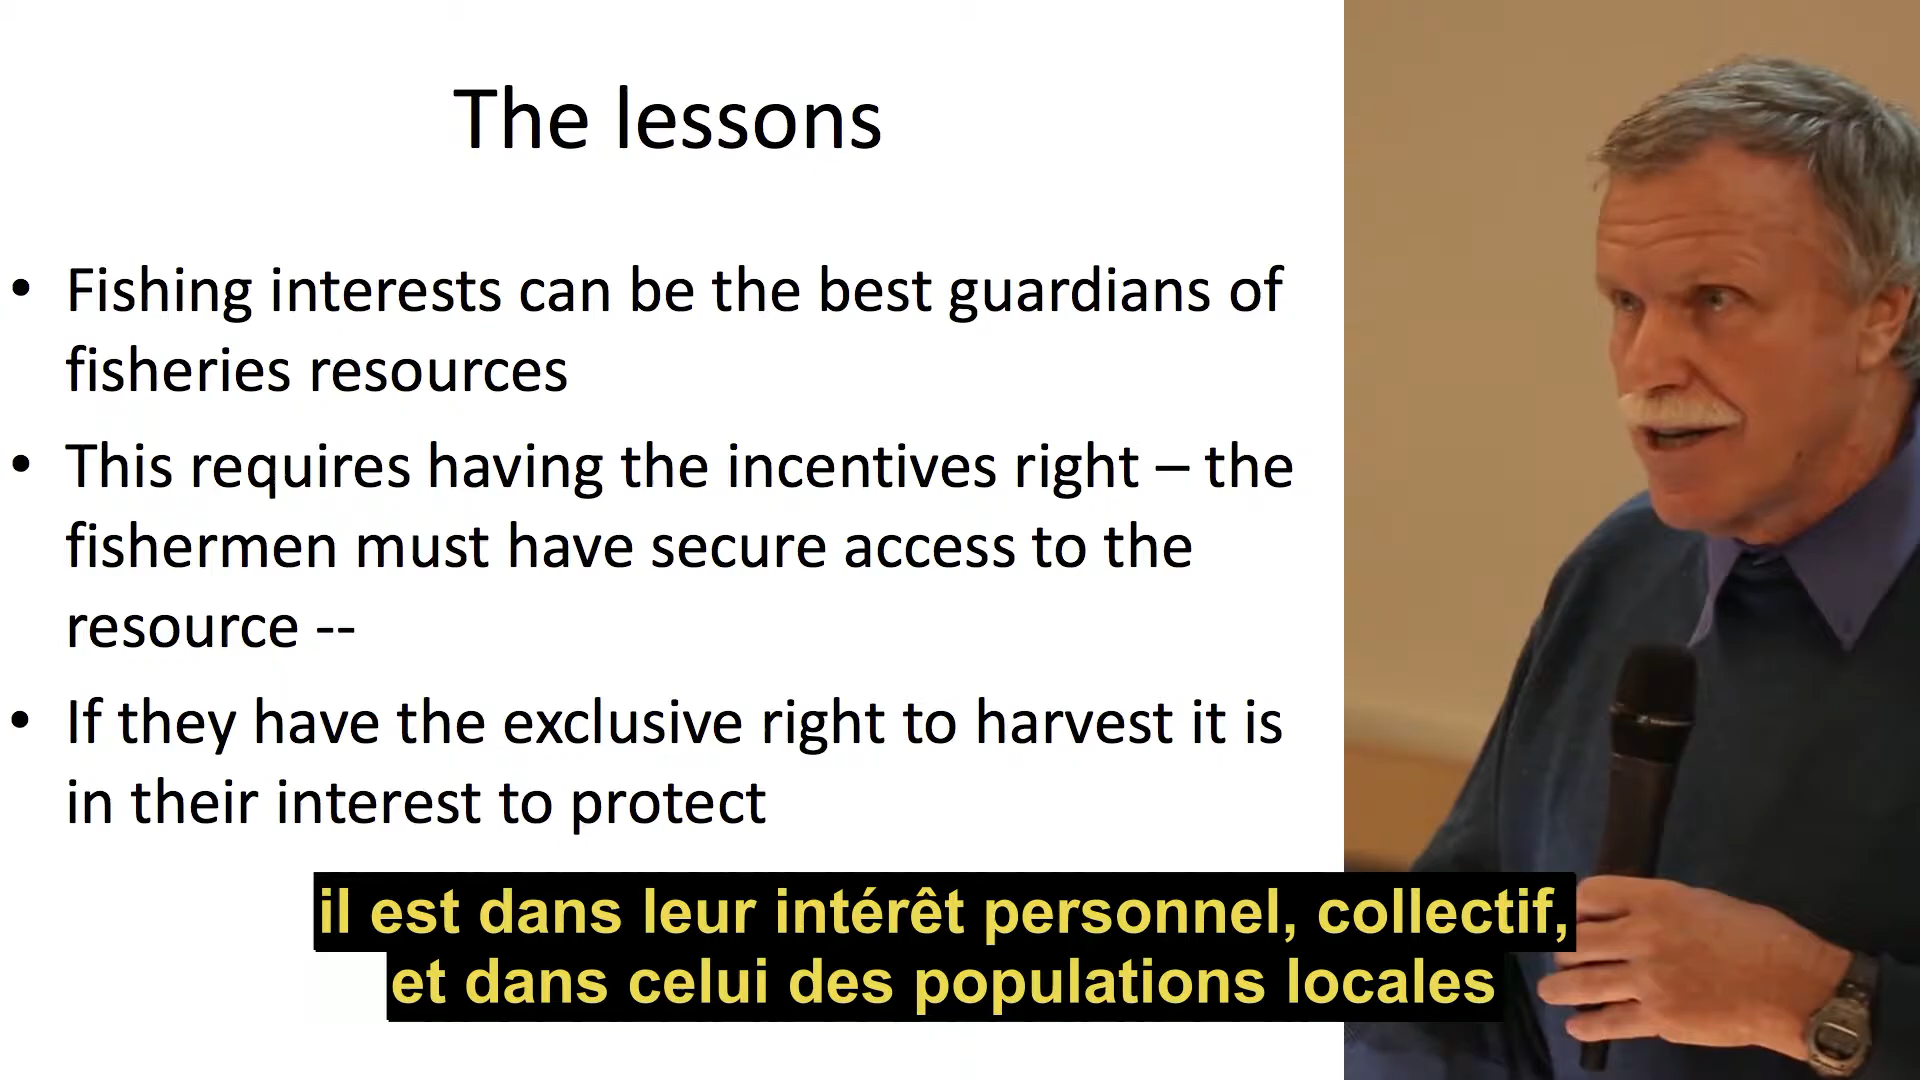 The lessons
• Fishing interests can be the best guardians of
fisheries resources
• This requires having the incentives right – the
fishermen must have secure access to the
resource --
• If they have the exclusive right to harvest it is
in their interest to protect
il est dans leur intérêt personnel, collectif,
et dans celui des populations locales